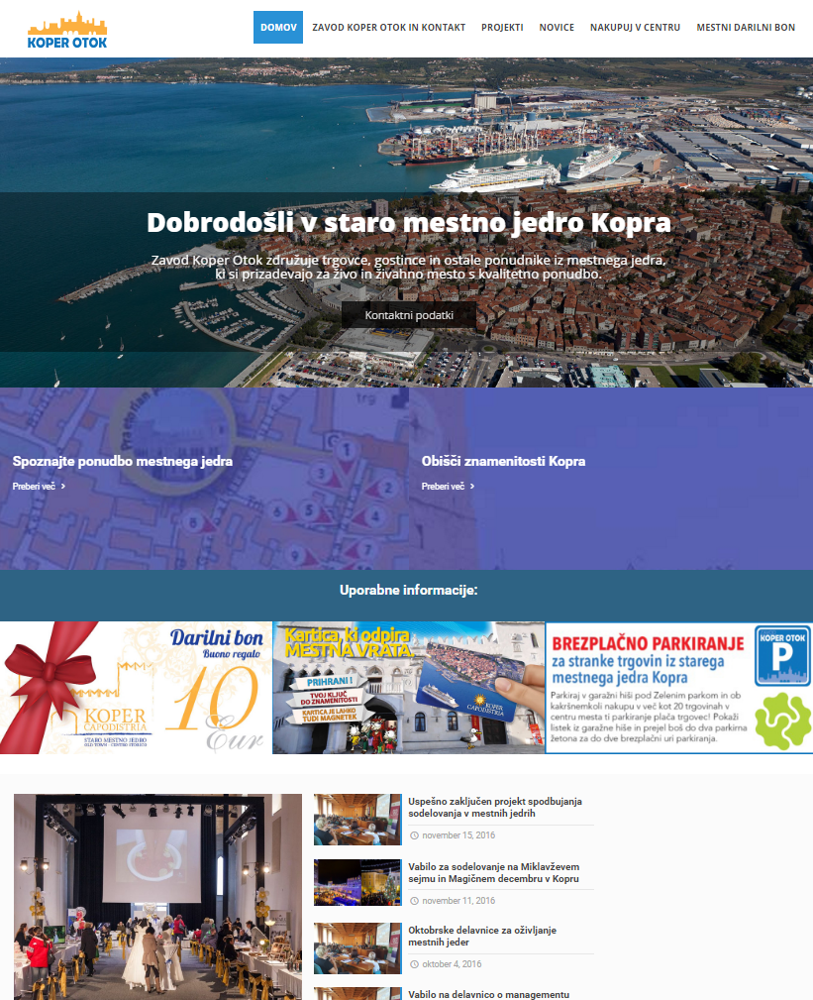 KOPER OTOK
DOMOV
ZAVOD KOPER OTOK IN KONTAKT
PROJEKTI
NOVICE
NAKUPUJ V CENTRU
MESTNI DARILNI BON
Dobrodošli v staro mestno jedro Kopra
Zavod Koper Otok združuje trgovce, gostince in ostale ponudnike iz mestnega jedra,
ki si prizadevajo za živo in živahno mesto s kvalitetno ponudbo.
Kontaktni podatki
Spoznajte ponudbo mestnega jedra
Preberi več
Obišči znamenitosti Kopra
Preberi več
Uporabne informacije:
Darilni bon
Buono regalo
10
Eur
KOPER
CAPODISTRIA
STARO MESTNO JEDRO
OLD TOWN - CENTRO STORICO
Kartica, ki odpira
MESTNA VRATA
PRIHRANI !
TVOJ KLJUČ
DO ZNAMENITOSTI
KARTICA JE LAHKO
TUDI MAGNETEK
KOPER
CAPODISTRIA
BREZPLAČNO PARKIRANJE
za stranke trgovin iz starega
mestnega jedra Kopra
Parkiraj v garažni hiši pod Zelenim parkom in ob
kakršnemkoli nakupu v več kot 20 trgovinah v
centru mesta ti parkiranje plača trgovec! Pokaži
listek iz garažne hiše in prejel boš do dva parkirna
žetona za do dve brezplačni uri parkiranja.
KOPER OTOK
P
Uspešno zaključen projekt spodbujanja
sodelovanja v mestnih jedrih
november 15, 2016
Vabilo za sodelovanje na Miklavževem
sejmu in Magičnem decembru v Kopru
november 11, 2016
Oktobrske delavnice za oživljanje
mestnih jeder
oktober 4, 2016
Vabilo na delavnico o managementu